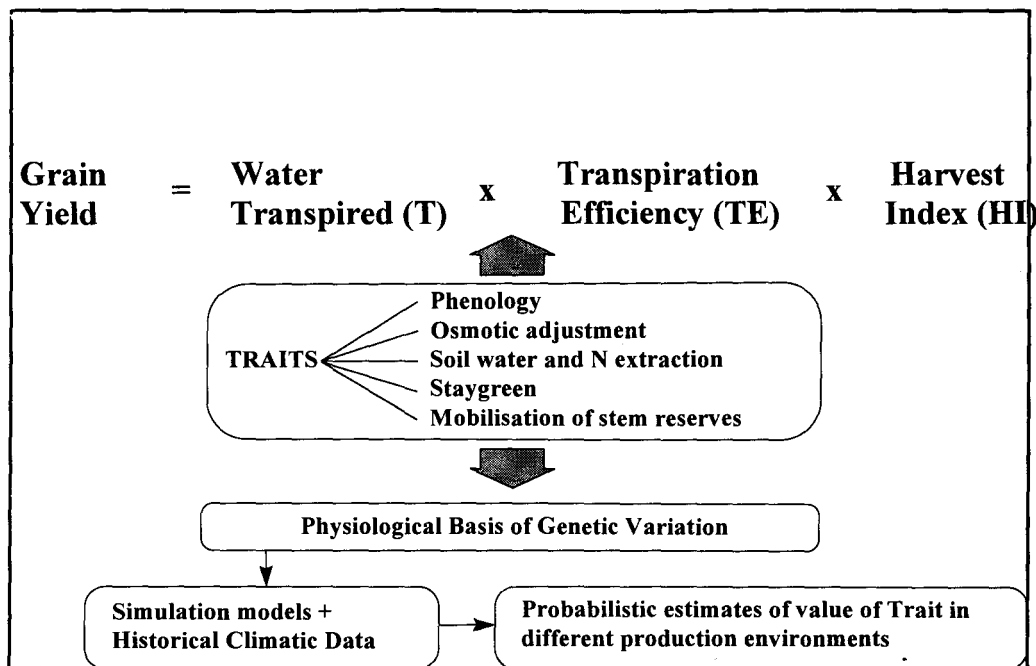 Grain Yield = Water Transpired (T) x Transpiration Efficiency (TE) x Harvest Index (HI)
TRAITS
Phenology
Osmotic adjustment
Soil water and N extraction
Staygreen
Mobilisation of stem reserves
Physiological Basis of Genetic Variation
Simulation models +
Historical Climatic Data
Probabilistic estimates of value of Trait in
different production environments